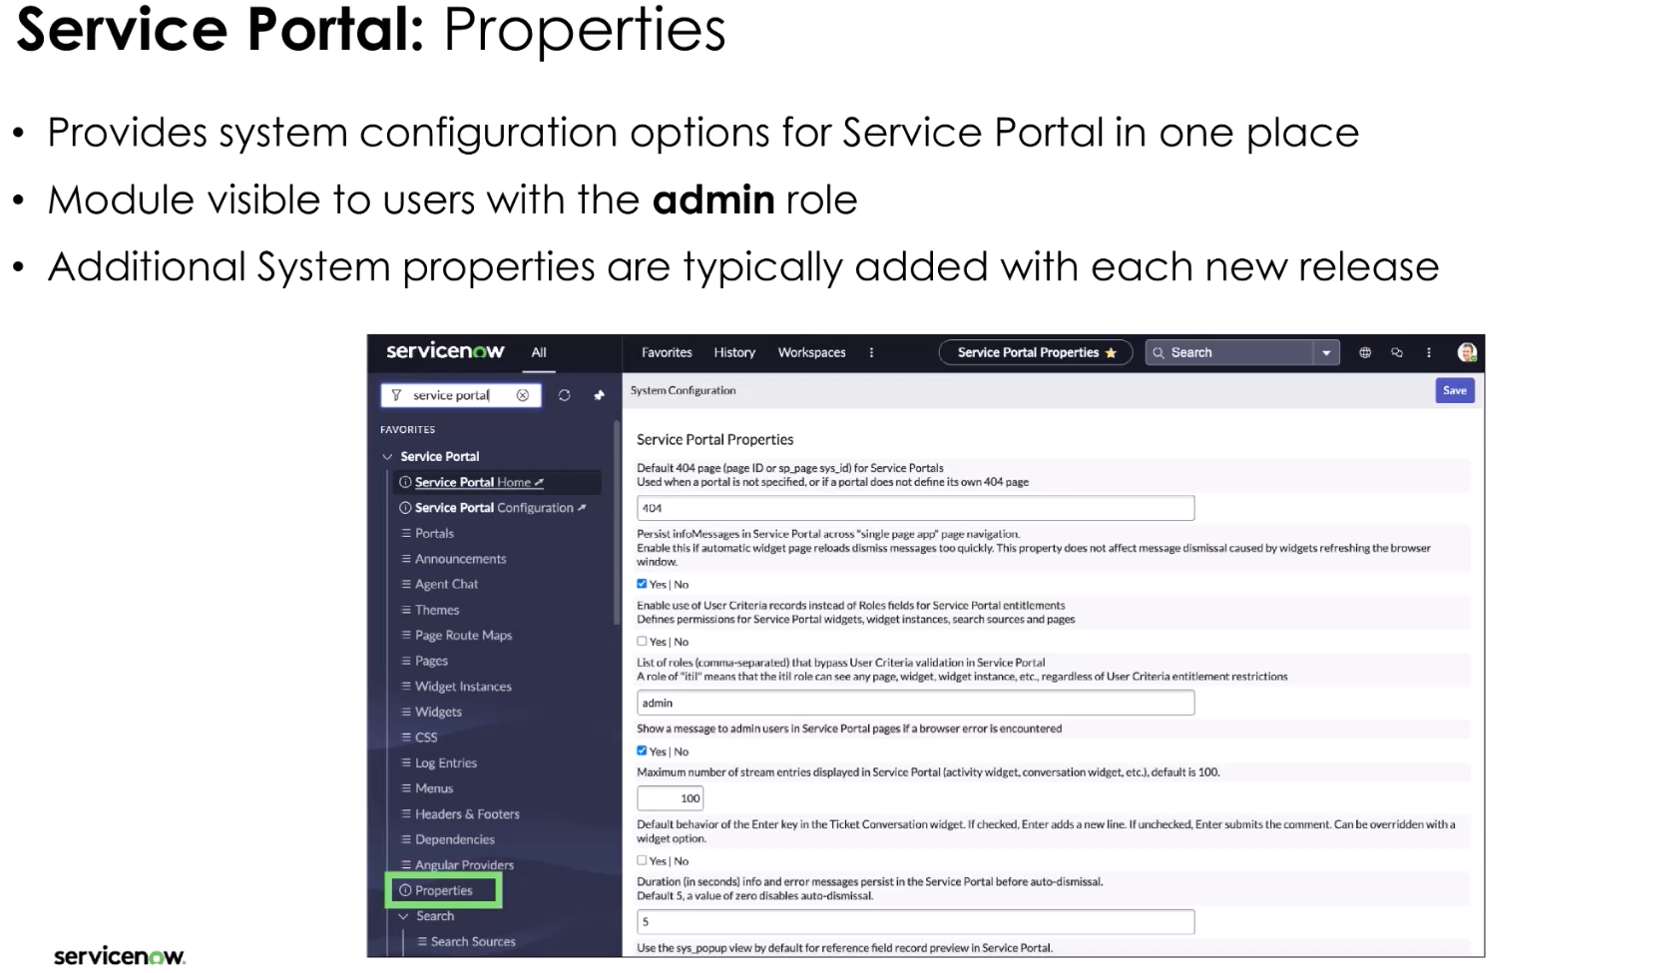 Service Portal: Properties
• Provides system configuration options for Service Portal in one place
• Module visible to users with the admin role
• Additional System properties are typically added with each new release
servicenow All Favorites History Workspaces Service Portal Properties Search
service portal
System Configuration Save
FAVORITES
Service Portal
Service Portal Home
Service Portal Configuration
Portals
Announcements
Agent Chat
Themes
Page Route Maps
Pages
Widget Instances
Widgets
CSS
Log Entries
Menus
Headers & Footers
Dependencies
Angular Providers
Properties
Search
Search Sources
Service Portal Properties
Default 404 page (page ID or sp_page sys_id) for Service Portals
Used when a portal is not specified, or if a portal does not define its own 404 page
404
Persist infoMessages in Service Portal across "single page app" page navigation.
Enable this if automatic widget page reloads dismiss messages too quickly. This property does not affect message dismissal caused by widgets refreshing the browser
window.
Yes | No
Enable use of User Criteria records instead of Roles fields for Service Portal entitlements
Defines permissions for Service Portal widgets, widget instances, search sources and pages
Yes | No
List of roles (comma-separated) that bypass User Criteria validation in Service Portal
A role of "itil" means that the itil role can see any page, widget, widget instance, etc., regardless of User Criteria entitlement restrictions
admin
Show a message to admin users in Service Portal pages if a browser error is encountered
Yes | No
Maximum number of stream entries displayed in Service Portal (activity widget, conversation widget, etc.), default is 100.
100
Default behavior of the Enter key in the Ticket Conversation widget. If checked, Enter adds a new line. If unchecked, Enter submits the comment. Can be overridden with a
widget option.
Yes | No
Duration (in seconds) info and error messages persist in the Service Portal before auto-dismissal.
Default 5, a value of zero disables auto-dismissal.
5
Use the sys_popup view by default for reference field record preview in Service Portal.
servicenow.